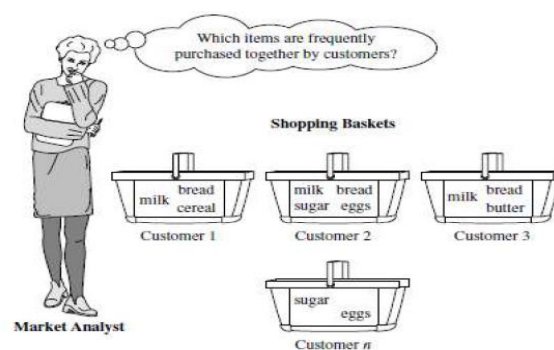 Which items are frequently
purchased together by customers?
Shopping Baskets
milk bread
cereal
Customer 1
milk bread
sugar eggs
Customer 2
milk bread
butter
Customer 3
sugar
eggs
Customer n
Market Analyst